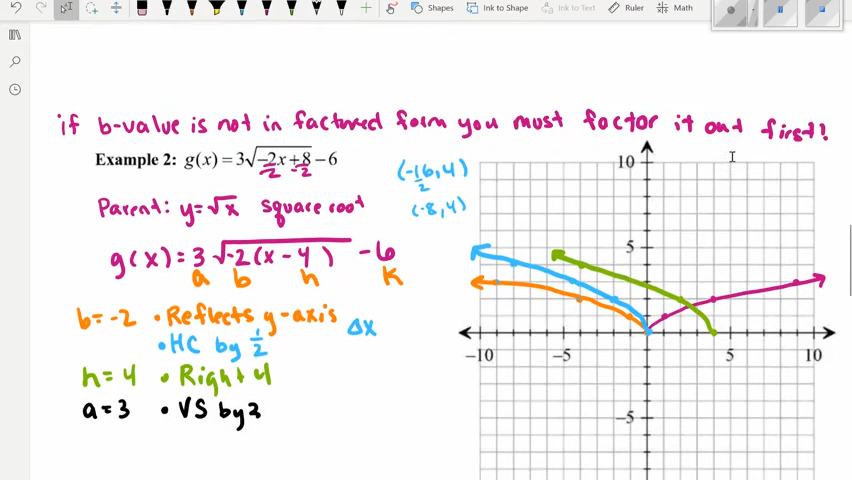 Shapes Ink to Shape Ink to Text Ruler Math
if b-value is not in factored form you must factor it out first!
Example 2: g(x) = 3√(-2x + 8) - 6
-2 -2
(-16, 4)
2
(-8, 4)
Parent: y = √x square root
g(x) = 3 √(-2(x - 4)) - 6
a b h k
b = -2 • Reflects y-axis
• HC by 1/2 Δx
h = 4 • Right 4
a = 3 • VS by 3
10
5
-10 -5 5 10
-5